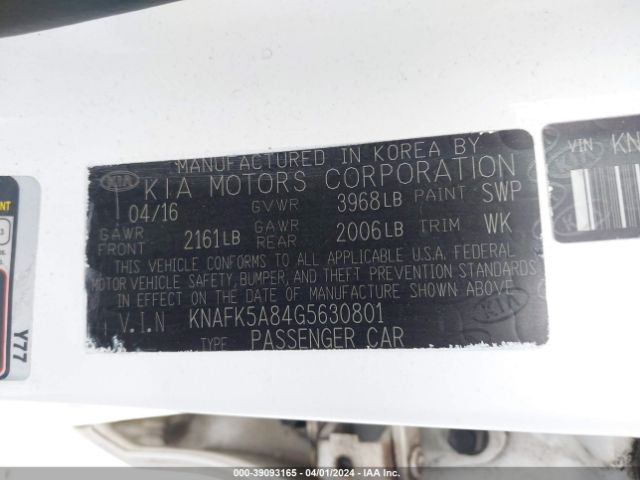 MANUFACTURED IN KOREA BY
KIA KIA MOTORS CORPORATION
04/16 GVWR 3968LB PAINT SWP
GAWR FRONT 2161LB GAWR REAR 2006LB TRIM WK
THIS VEHICLE CONFORMS TO ALL APPLICABLE U.S.A. FEDERAL
MOTOR VEHICLE SAFETY, BUMPER, AND THEFT PREVENTION STANDARDS
IN EFFECT ON THE DATE OF MANUFACTURE SHOWN ABOVE
KIA
V.I.N KNAFK5A84G5630801
TYPE PASSENGER CAR
VIN KN
Y77
000-39093165 - 04/01/2024 - IAA Inc.